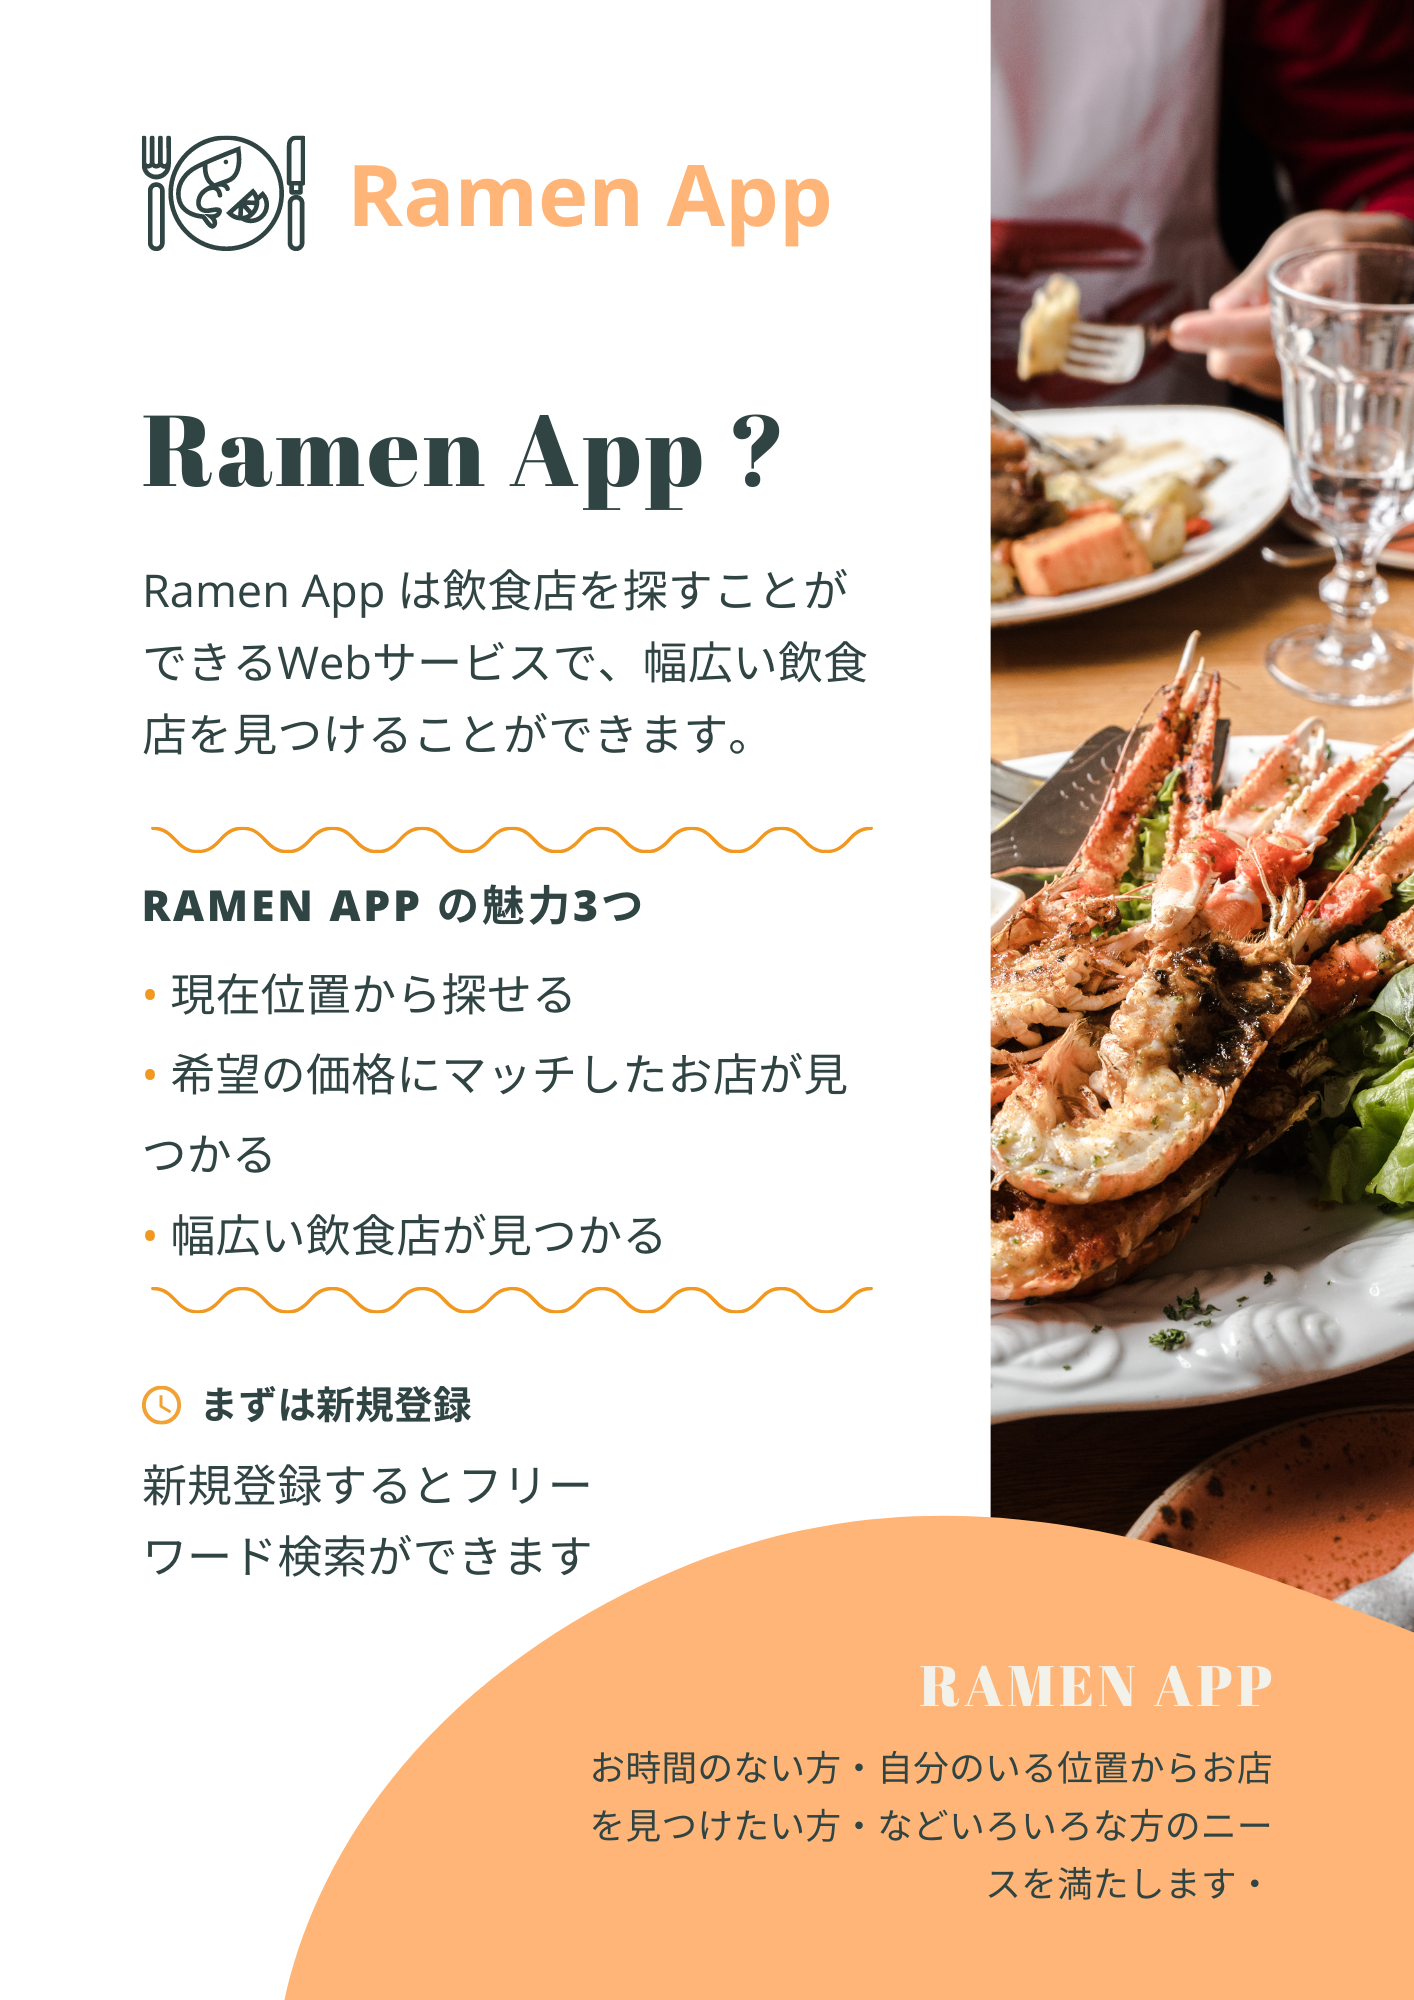 Ramen App
Ramen App ?
Ramen App は飲食店を探すことが
できるWebサービスで、幅広い飲食
店を見つけることができます。
RAMEN APP の魅力3つ
• 現在位置から探せる
• 希望の価格にマッチしたお店が見
つかる
• 幅広い飲食店が見つかる
まずは新規登録
新規登録するとフリー
ワード検索ができます
RAMEN APP
お時間のない方・自分のいる位置からお店
を見つけたい方・などいろいろな方のニー
スを満たします・